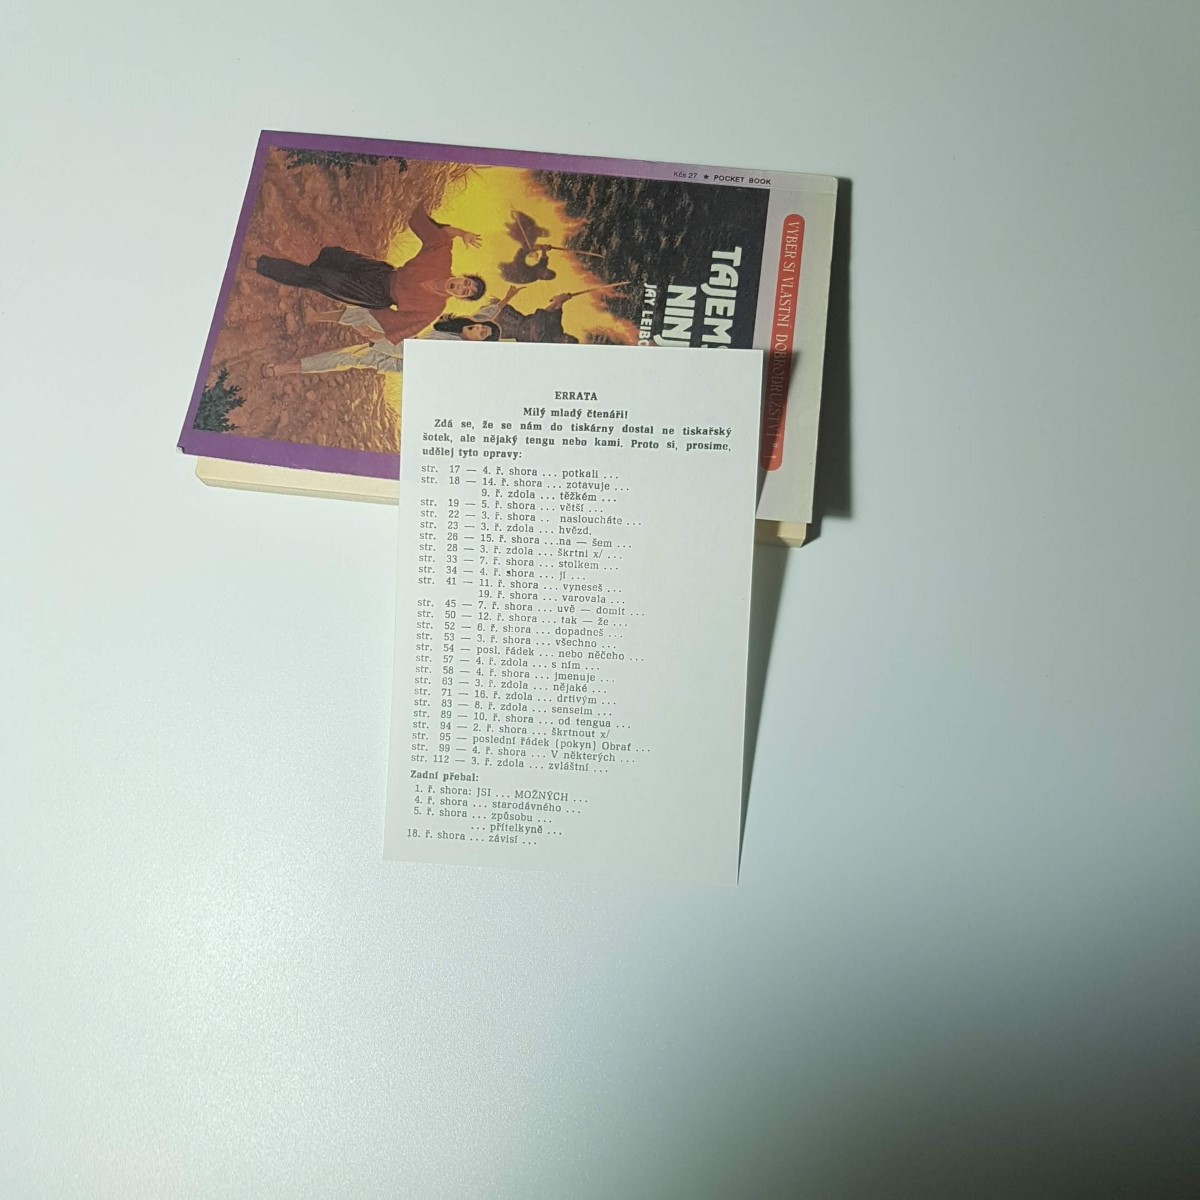 Kčs 27 ★ POCKET BOOK
VYBER SI VLASTNÍ DOBRODRUŽSTVÍ * 1
JAY
ERRATA
Milý mladý čtenáři!
Zdá se, že se nám do tiskárny dostal ne tiskařský
šotek, ale nějaký tengu nebo kami. Proto si, prosíme,
udělej tyto opravy:
str. 17 — 4. ř. shora ... potkali ...
str. 18 — 14. ř. shora ... zotavuje ...
9. ř. zdola ... těžkém ...
str. 19 — 5. ř. shora ... větší ...
str. 22 — 3. ř. shora .. nasloucháte ...
str. 23 — 3. ř. zdola ... hvězd.
str. 26 — 15. ř. shora ...na — šem ...
str. 28 — 3. ř. zdola ... škrtni x/ ...
str. 33 — 7. ř. shora ... stolkem ...
str. 34 — 4. ř. shora ... jí ...
str. 41 — 11. ř. shora ... vyneseš ...
19. ř. shora ... varovala ...
str. 45 — 7. ř. shora ... uvě — domit ...
str. 50 — 12. ř. shora ... tak — že ...
str. 52 — 6. ř. shora ... dopadneš ...
str. 53 — 3. ř. shora ... všechno ...
str. 54 — posl. řádek ... nebo něčeho ...
str. 57 — 4. ř. zdola ... s ním ...
str. 58 — 4. ř. shora ... jmenuje ...
str. 63 — 3. ř. zdola ... nějaké ...
str. 71 — 16. ř. zdola ... drtivým ...
str. 83 — 8. ř. zdola ... senseim ...
str. 89 — 10. ř. shora ... od tengua ...
str. 94 — 2. ř. shora ... škrtnout x/
str. 95 — poslední řádek (pokyn) Obrať ...
str. 99 — 4. ř. shora ... V některých ...
str. 112 — 3. ř. zdola ... zvláštní ...
Zadní přebal:
1. ř. shora: JSI ... MOŽNÝCH ...
4. ř. shora ... starodávného ...
5. ř. shora ... způsobu ...
... přítelkyně ...
18. ř. shora ... závisí ...